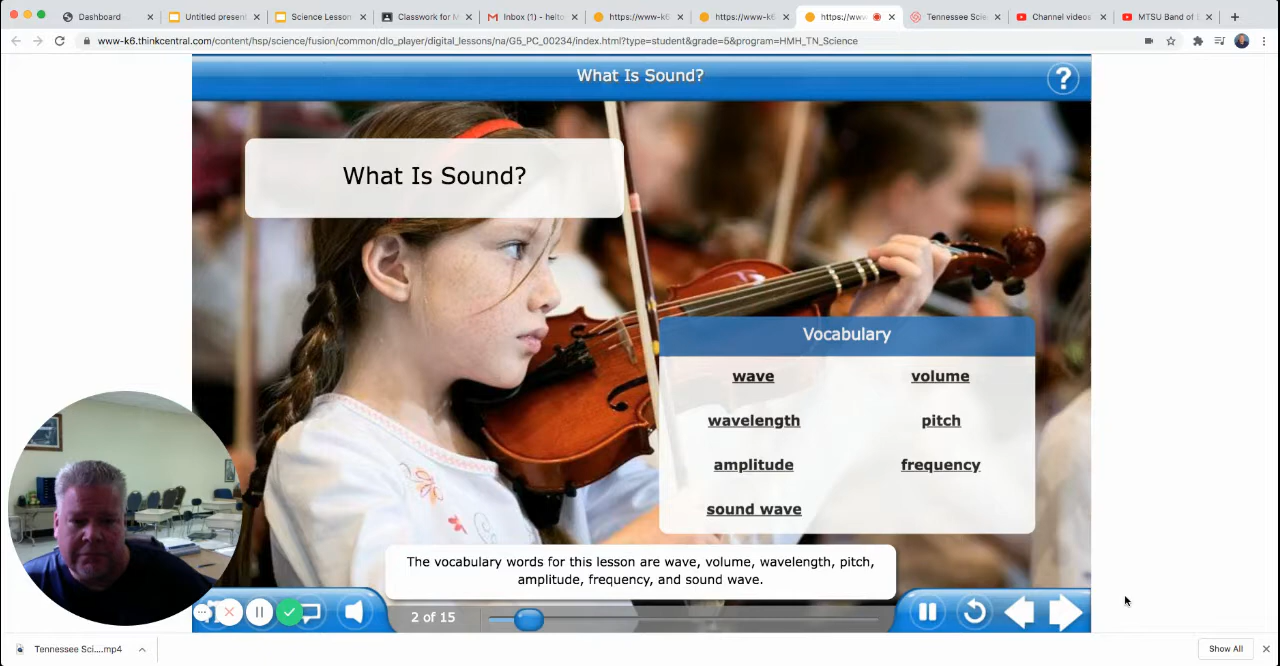 Dashboard
Untitled present
Science Lesson
Classwork for M
Inbox (1) - helto
https://www-k6
https://www-k6
https://www
Tennessee Scie
Channel videos
MTSU Band of L
www-k6.thinkcentral.com/content/hsp/science/fusion/common/dlo_player/digital_lessons/na/G5_PC_00234/index.html?type=student&grade=5&program=HMH_TN_Science
What Is Sound?
?
What Is Sound?
Vocabulary
wave
volume
wavelength
pitch
amplitude
frequency
sound wave
The vocabulary words for this lesson are wave, volume, wavelength, pitch,
amplitude, frequency, and sound wave.
2 of 15
Tennessee Sci....mp4
Show All